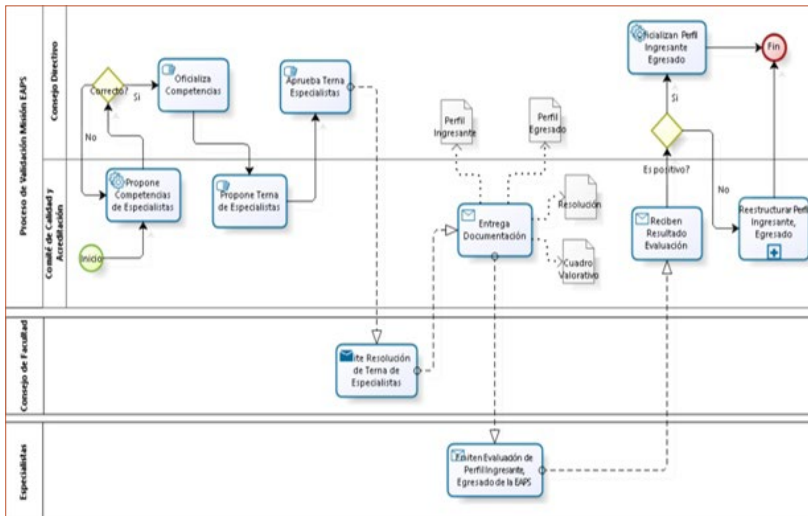 Proceso de Validación Misión EAPS
Consejo Directivo
Comité de Calidad y
Acreditación
Correcto?
Si
No
Oficializa
Competencias
Aprueba Terna
Especialistas
Propone
Competencias
de Especialistas
Propone Terna
de Especialistas
Inicio
Perfil
Ingresante
Perfil
Egresado
Entrega
Documentación
Resolución
Cuadro
Valorativo
Oficializan Perfil
Ingresante
Egresado
Fin
Si
Es positivo?
No
Reciben
Resultado
Evaluación
Reestructurar Perfil
Ingresante,
Egresado
Consejo de Facultad
Resolución
de Terna de
Especialistas
Especialistas
Emiten Evaluación de
Perfil Ingresante,
Egresado de la EAPS